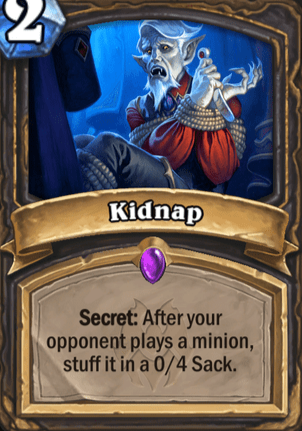 2
Kidnap
Secret: After your
opponent plays a minion,
stuff it in a 0/4 Sack.